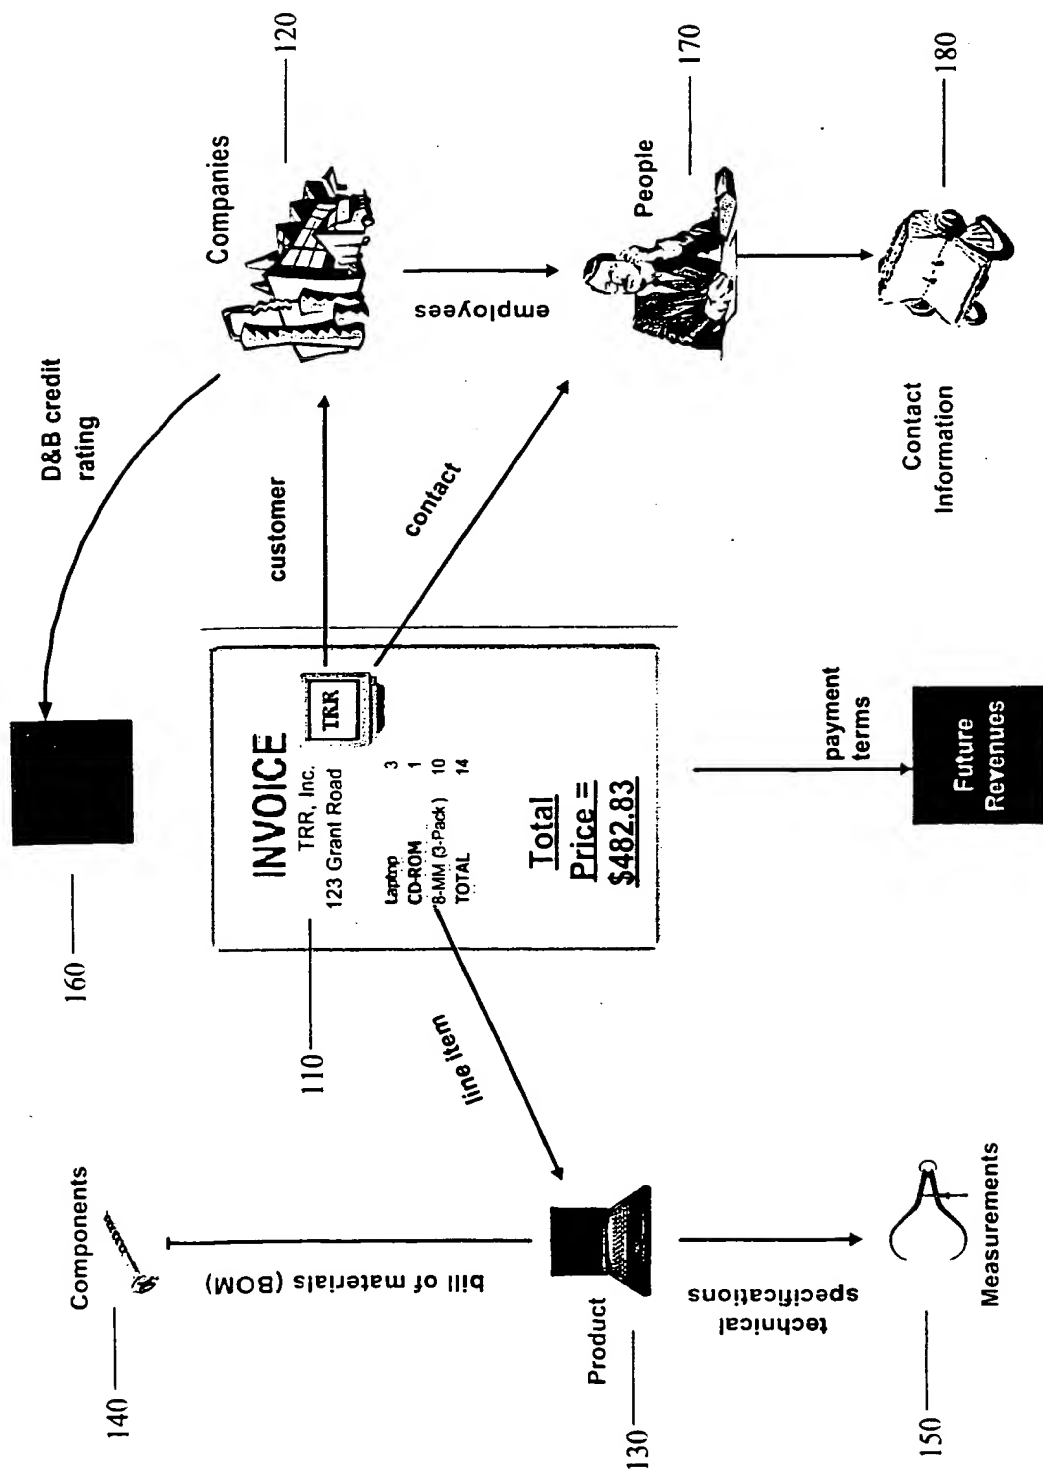 Components
140
bill of materials (BOM)
Product
130
technical
specifications
Measurements
150
line item
160
110
INVOICE
TRR, Inc.
123 Grant Road
TRR
Laptop 3
CD-ROM 1
8-MM (3-Pack) 10
TOTAL 14
Total
Price =
$482.83
payment
terms
Future
Revenues
D&B credit
rating
customer
contact
Companies
120
employees
People
170
Contact
Information
180